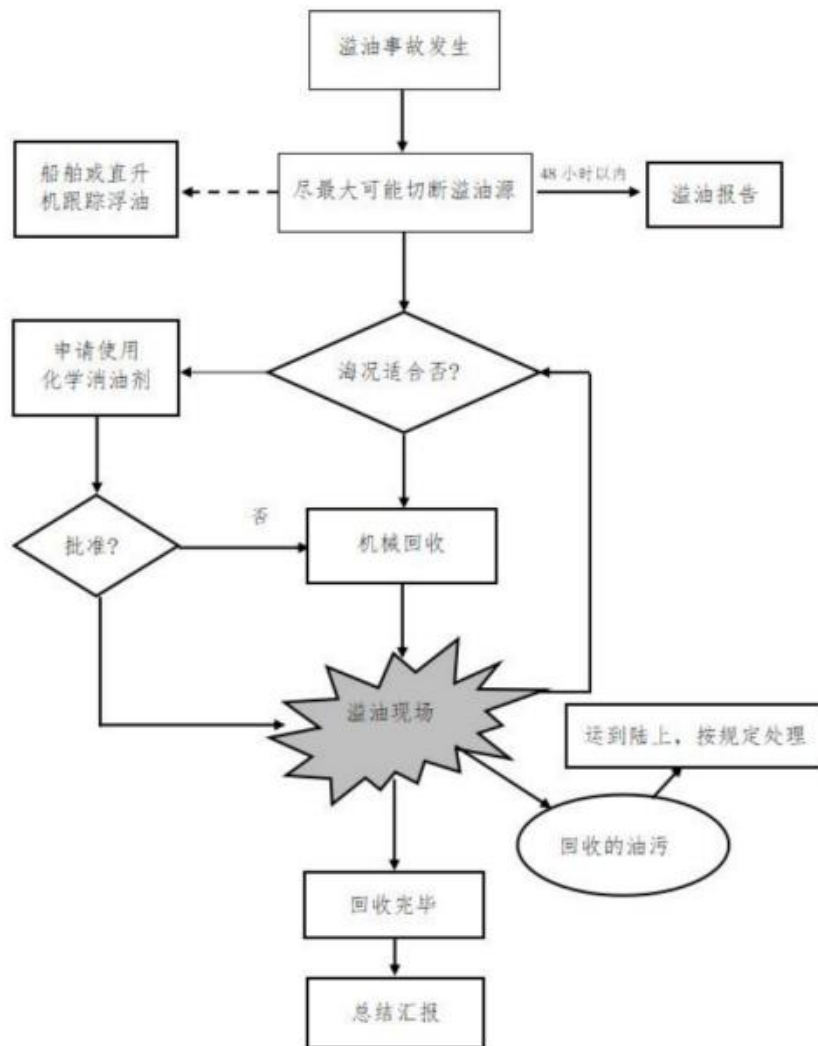 溢油事故发生
船舶或直升
机跟踪浮油
尽最大可能切断溢油源
48 小时以内
溢油报告
申请使用
化学消油剂
海况适合否?
批准?
否
机械回收
溢油现场
运到陆上，按规定处理
回收的油污
回收完毕
总结汇报